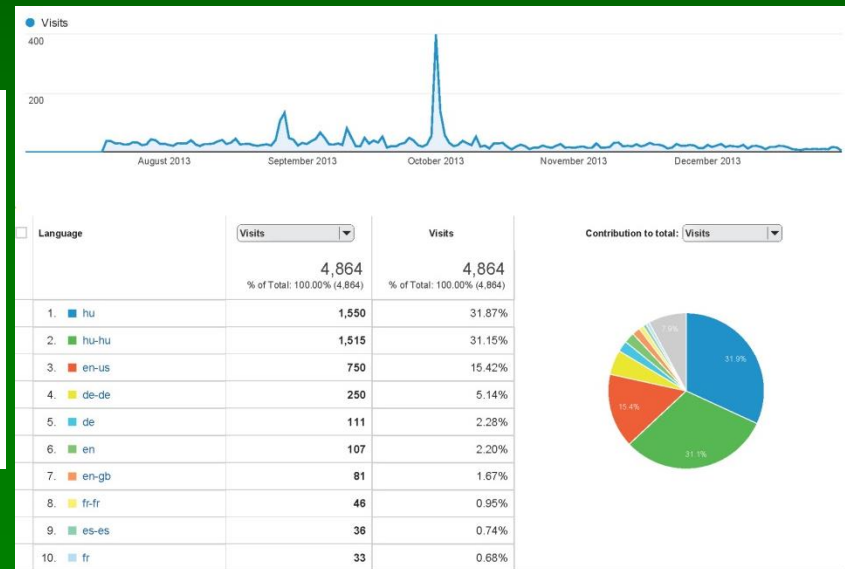 Visits
400
200
August 2013 September 2013 October 2013 November 2013 December 2013
Language Visits Visits Contribution to total: Visits
4,864 4,864
% of Total: 100.00% (4,864) % of Total: 100.00% (4,864)
1. hu 1,550 31.87%
2. hu-hu 1,515 31.15%
3. en-us 750 15.42%
4. de-de 250 5.14%
5. de 111 2.28%
6. en 107 2.20%
7. en-gb 81 1.67%
8. fr-fr 46 0.95%
9. es-es 36 0.74%
10. fr 33 0.68%
7.9%
31.9%
15.4%
31.1%